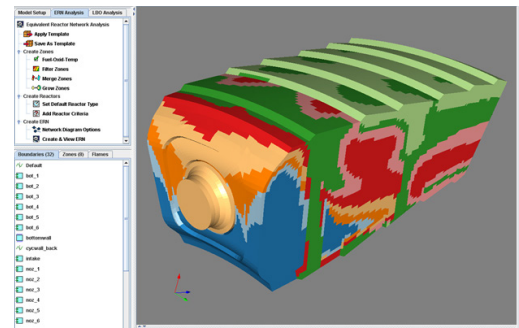 Model Setup ERN Analysis LBO Analysis
Equivalent Reactor Network Analysis
Apply Template
Save As Template
Create Zones
Fuel-Oxid-Temp
Filter Zones
Merge Zones
Grow Zones
Create Reactors
Set Default Reactor Type
Add Reactor Criteria
Create ERN
Network Diagram Options
Create & View ERN
Boundaries (32) Zones (9) Flames
Default
bot_1
bot_2
bot_3
bot_4
bot_5
bot_6
bottomwall
cycwall_back
intake
noz_1
noz_2
noz_3
noz_4
noz_5
noz_6